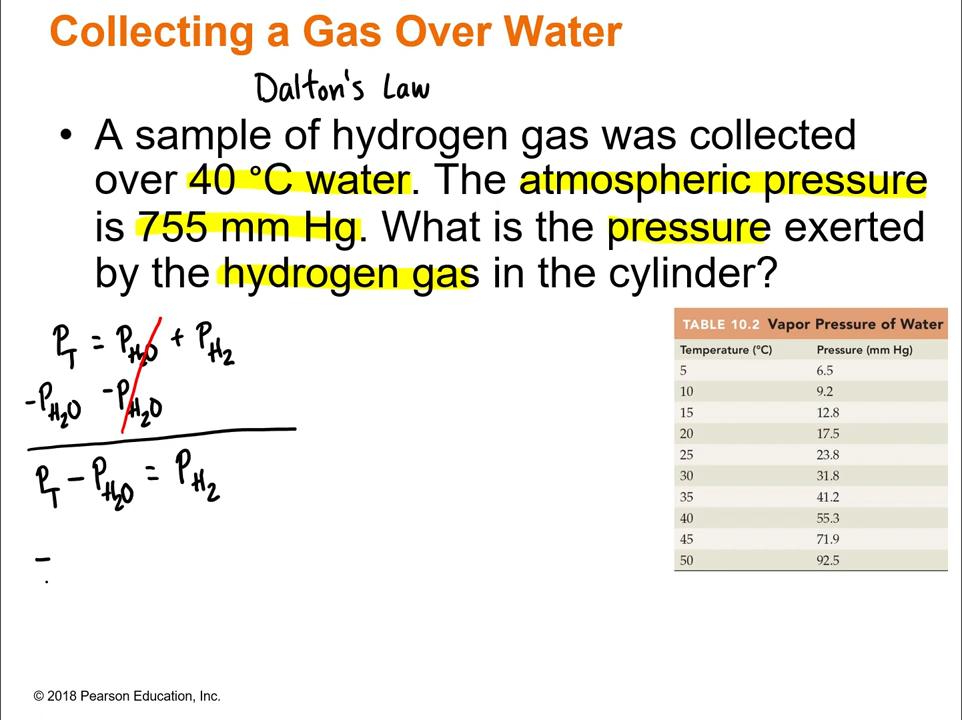 Collecting a Gas Over Water
Dalton's Law
• A sample of hydrogen gas was collected
over 40 °C water. The atmospheric pressure
is 755 mm Hg. What is the pressure exerted
by the hydrogen gas in the cylinder?
P_T = P_H₂O + P_H₂
-P_H₂O -P_H₂O
P_T - P_H₂O = P_H₂
TABLE 10.2 Vapor Pressure of Water
Temperature (°C) Pressure (mm Hg)
5 6.5
10 9.2
15 12.8
20 17.5
25 23.8
30 31.8
35 41.2
40 55.3
45 71.9
50 92.5
© 2018 Pearson Education, Inc.